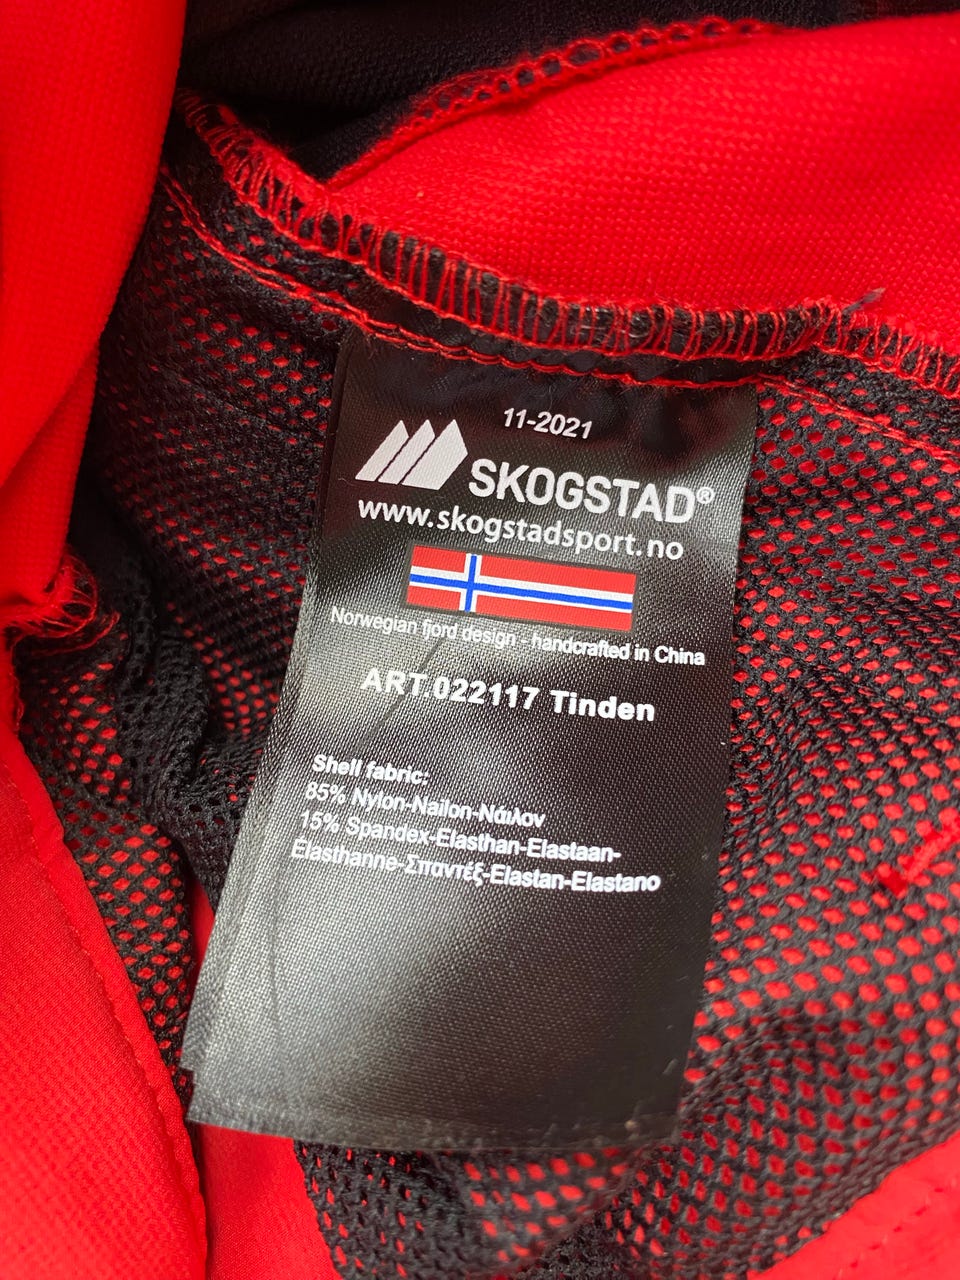 11-2021
SKOGSTAD®
www.skogstadsport.no
Norwegian fjord design - handcrafted in China
ART.022117 Tinden
Shell fabric:
85% Nylon-Nailon-Νάιλον
15% Spandex-Elasthan-Elastaan-
Elasthanne-Σπαντέξ-Elastan-Elastano